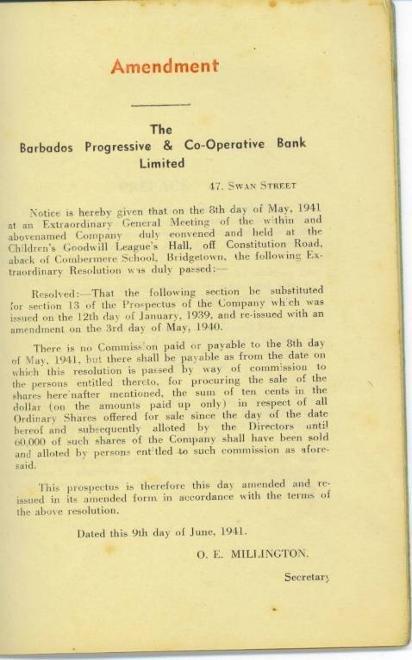 Amendment
The
Barbados Progressive & Co-Operative Bank
Limited
47, SWAN STREET
Notice is hereby given that on the 8th day of May, 1941
at an Extraordinary General Meeting of the within and
abovenamed Company duly convened and held at the
Children's Goodwill League's Hall, off Constitution Road,
aback of Combermere School, Bridgetown, the following Ex-
traordinary Resolution was duly passed:—
Resolved:—That the following section be substituted
for section 13 of the Prospectus of the Company which was
issued on the 12th day of January, 1939, and re-issued with an
amendment on the 3rd day of May, 1940.
There is no Commission paid or payable to the 8th day
of May, 1941, but there shall be payable as from the date on
which this resolution is passed by way of commission to
the persons entitled thereto, for procuring the sale of the
shares hereinafter mentioned, the sum of ten cents in the
dollar (on the amounts paid up only) in respect of all
Ordinary Shares offered for sale since the day of the date
hereof and subsequently alloted by the Directors until
60,000 of such shares of the Company shall have been sold
and alloted by persons entitled to such commission as afore-
said.
This prospectus is therefore this day amended and re-
issued in its amended form in accordance with the terms of
the above resolution.
Dated this 9th day of June, 1941.
O. E. MILLINGTON.
Secretary